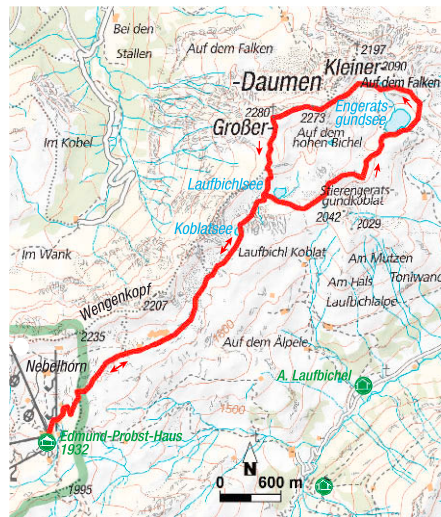 Bei den
Ställen
Auf dem Falken
2197
Kleiner-
2090
-Daumen
Auf dem Falken
Engerats-
gundsee
2280
2273
Großer-
Auf dem
hohen Bichel
Im Kobel
Laufbichlsee
Stierengerats-
gundkoblat
2042
2029
Koblatsee
Laufbichl Koblat
Im Wank
Am Mutzen
Am Hals
Laufbichlalpe
Wengenkopf
2207
2235
1800
Auf dem Älpele
Nebelhorn
A. Laufbichel
1500
Edmund-Probst-Haus
1932
N
0 600 m
1995